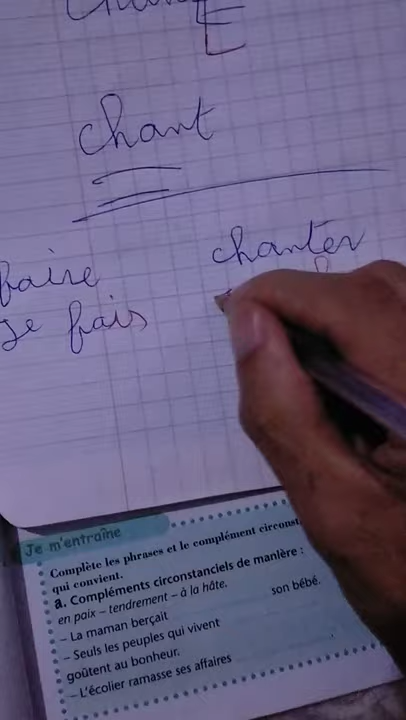 chant
faire
chanter
Je fais
Je m'entraîne
Complète les phrases et le complément circonst
qui convient.
a. Compléments circonstanciels de manière :
en paix – tendrement – à la hâte.
– La maman berçait son bébé.
– Seuls les peuples qui vivent
goûtent au bonheur.
– L'écolier ramasse ses affaires